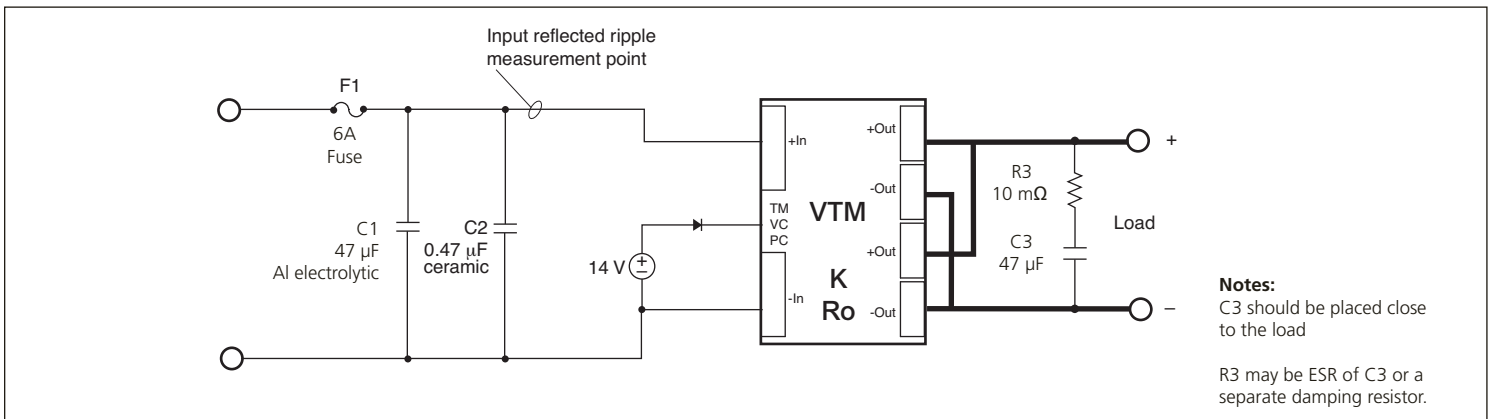 Input reflected ripple
measurement point
F1
6A
Fuse
C1
47 µF
Al electrolytic
C2
0.47 µF
ceramic
14 V
+In
TM
VC
PC
-In
VTM
K
Ro
+Out
-Out
+Out
-Out
R3
10 mΩ
C3
47 µF
+
Load
–
Notes:
C3 should be placed close
to the load
R3 may be ESR of C3 or a
separate damping resistor.